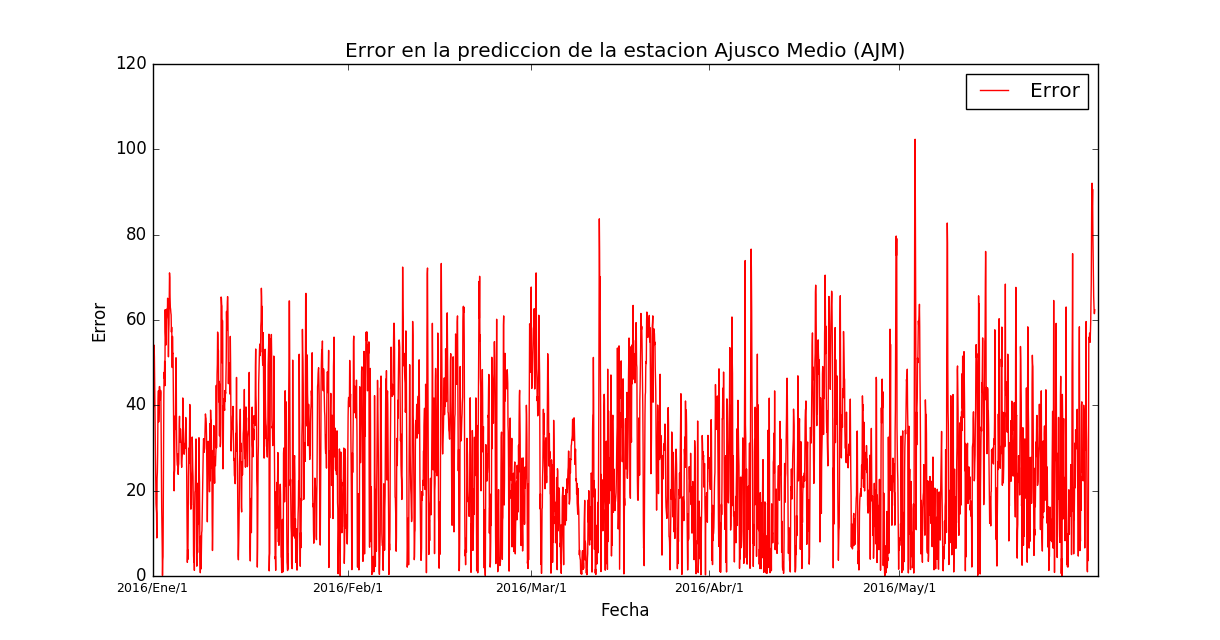 Error en la prediccion de la estacion Ajusco Medio (AJM)
Error
120
100
80
60
40
20
0
Error
2016/Ene/1 2016/Feb/1 2016/Mar/1 2016/Abr/1 2016/May/1
Fecha